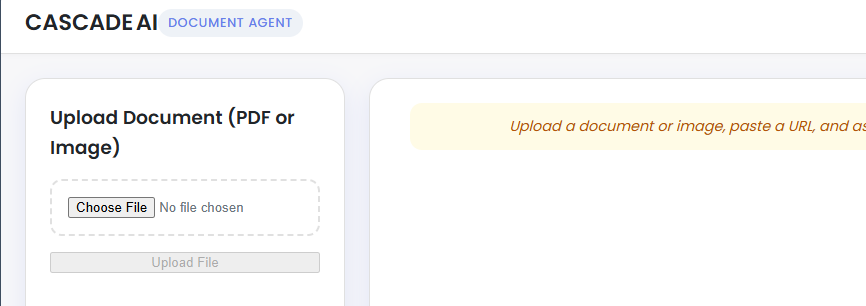 CASCADE AI DOCUMENT AGENT
Upload Document (PDF or
Image)
Choose File No file chosen
Upload File
Upload a document or image, paste a URL, and as